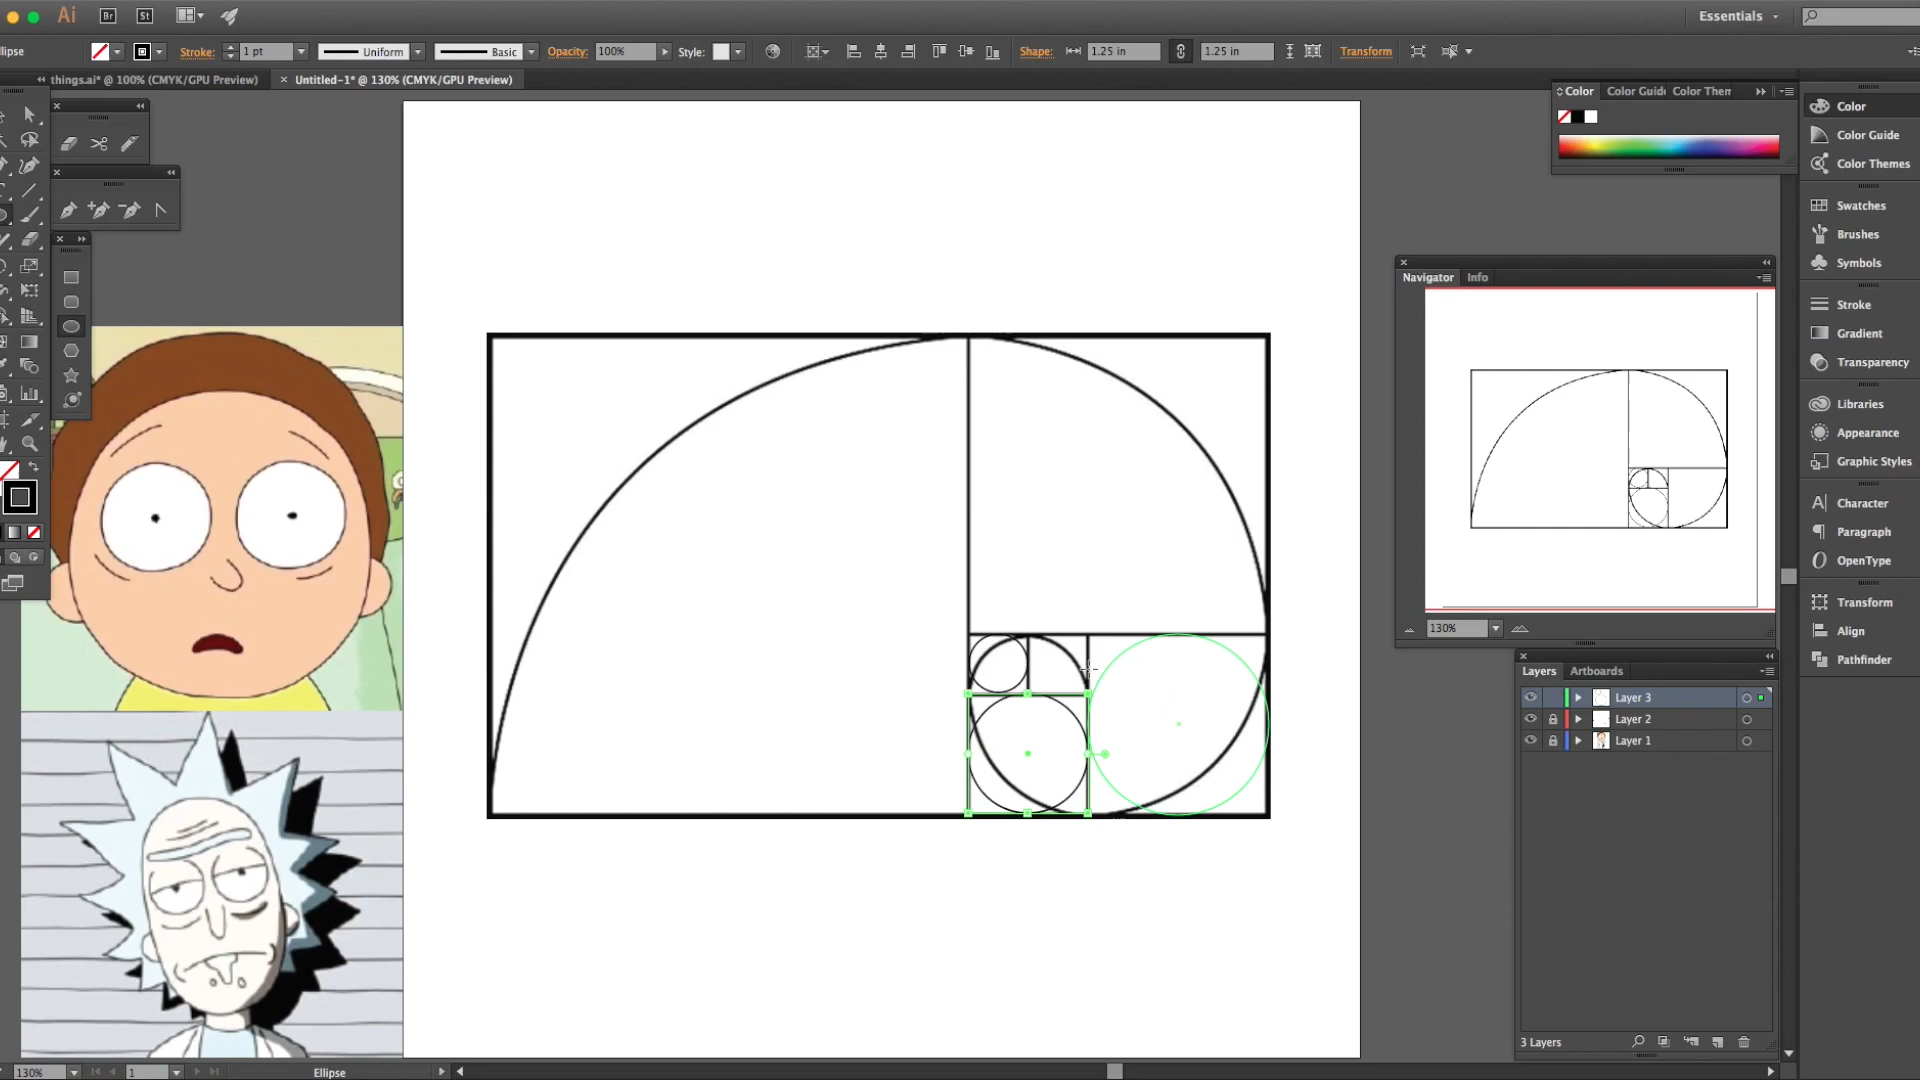 Ai
Br
St
Essentials
llipse
Stroke:
1 pt
Uniform
Basic
Opacity:
100%
Style:
Shape:
1.25 in
1.25 in
Transform
things.ai* @ 100% (CMYK/GPU Preview)
Untitled-1* @ 130% (CMYK/GPU Preview)
Color
Color Guid
Color Then
Color
Color Guide
Color Themes
Swatches
Brushes
Symbols
Stroke
Gradient
Transparency
Libraries
Appearance
Graphic Styles
Character
Paragraph
OpenType
Transform
Align
Pathfinder
Navigator
Info
130%
Layers
Artboards
Layer 3
Layer 2
Layer 1
3 Layers
130%
1
Ellipse